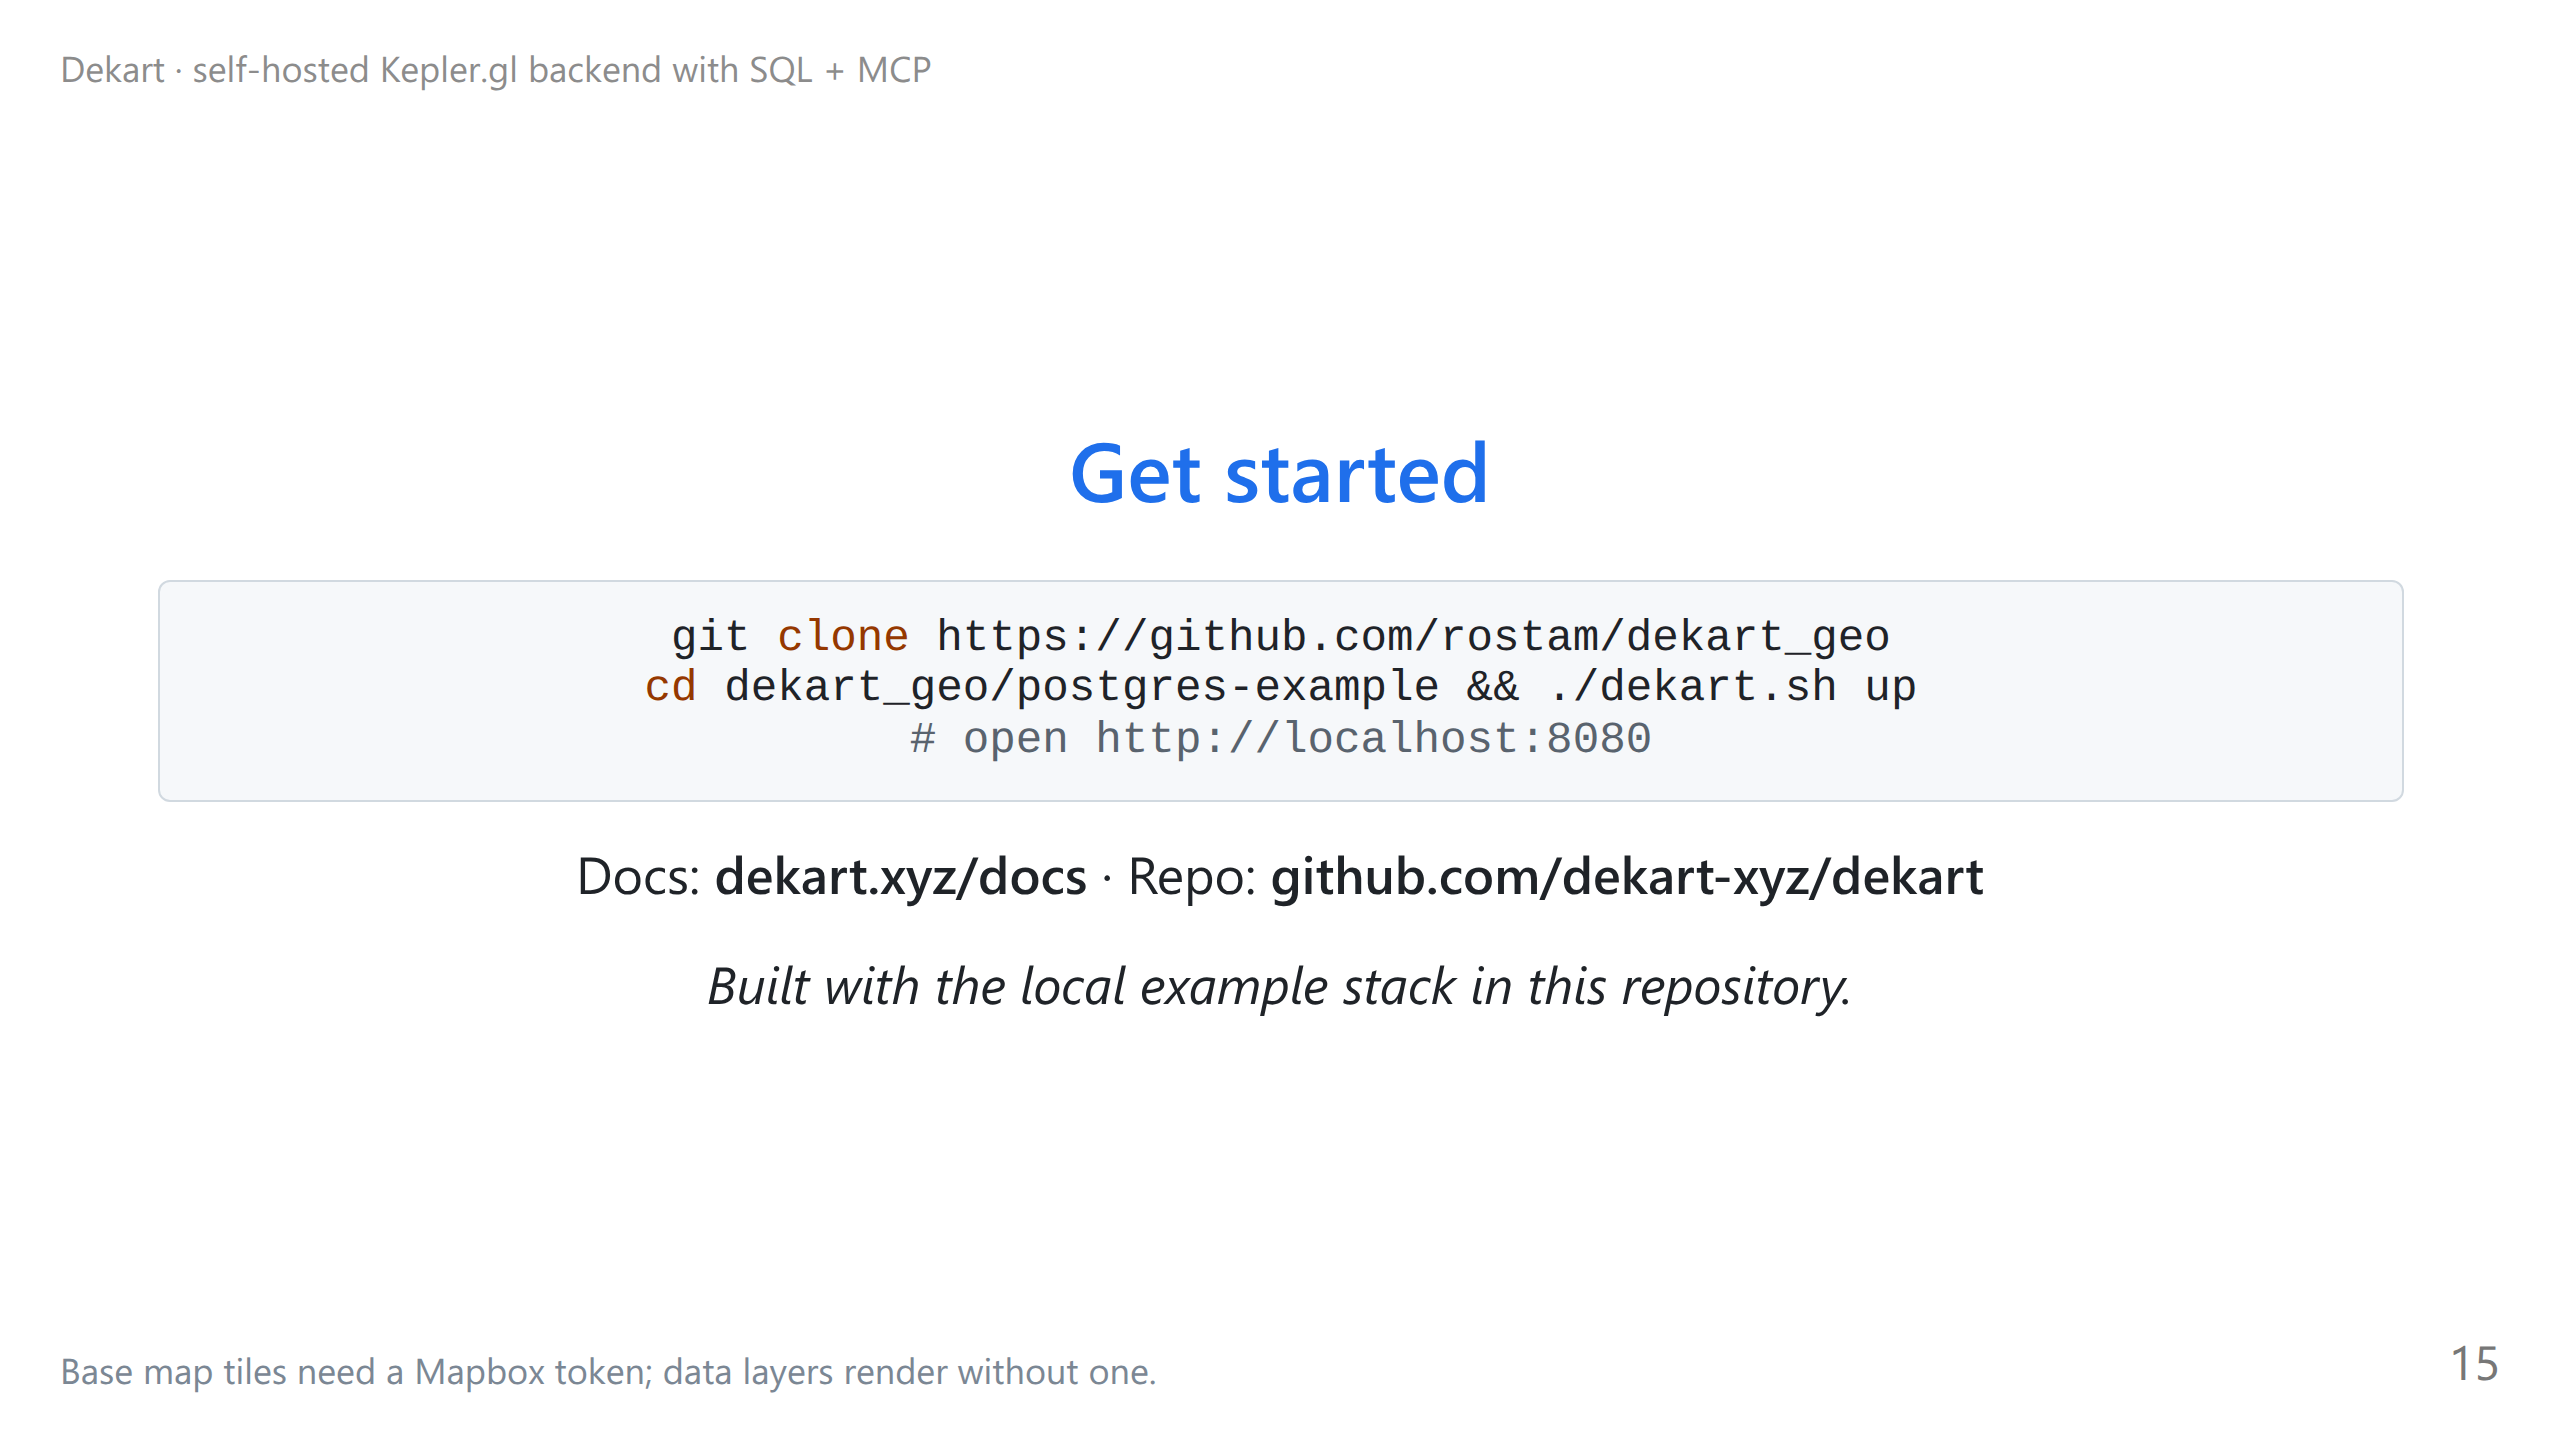 Dekart · self-hosted Kepler.gl backend with SQL + MCP
Get started
git clone https://github.com/rostam/dekart_geo
cd dekart_geo/postgres-example && ./dekart.sh up
# open http://localhost:8080
Docs: dekart.xyz/docs · Repo: github.com/dekart-xyz/dekart
Built with the local example stack in this repository.
Base map tiles need a Mapbox token; data layers render without one.
15